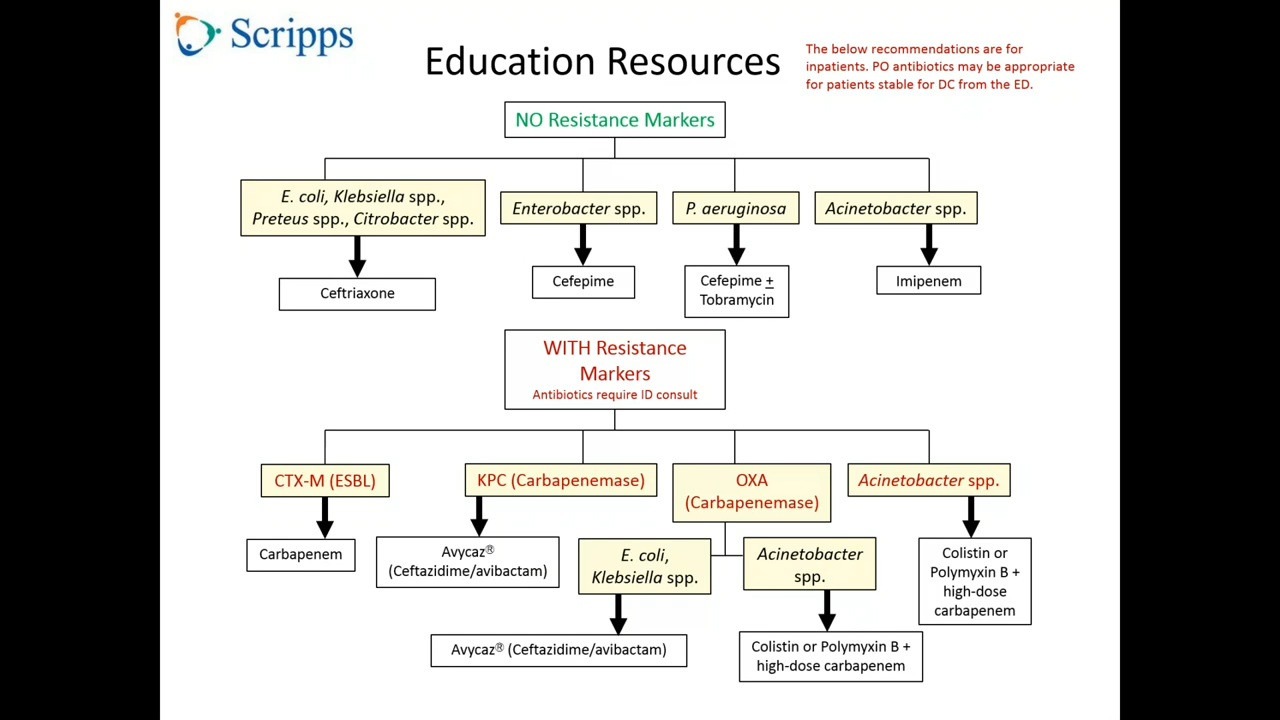 Scripps
Education Resources
The below recommendations are for
inpatients. PO antibiotics may be appropriate
for patients stable for DC from the ED.
NO Resistance Markers
E. coli, Klebsiella spp.,
Preteus spp., Citrobacter spp.
Enterobacter spp.
P. aeruginosa
Acinetobacter spp.
Ceftriaxone
Cefepime
Cefepime ±
Tobramycin
Imipenem
WITH Resistance
Markers
Antibiotics require ID consult
CTX-M (ESBL)
KPC (Carbapenemase)
OXA
(Carbapenemase)
Acinetobacter spp.
Carbapenem
Avycaz®
(Ceftazidime/avibactam)
E. coli,
Klebsiella spp.
Acinetobacter
spp.
Colistin or
Polymyxin B +
high-dose
carbapenem
Avycaz® (Ceftazidime/avibactam)
Colistin or Polymyxin B +
high-dose carbapenem